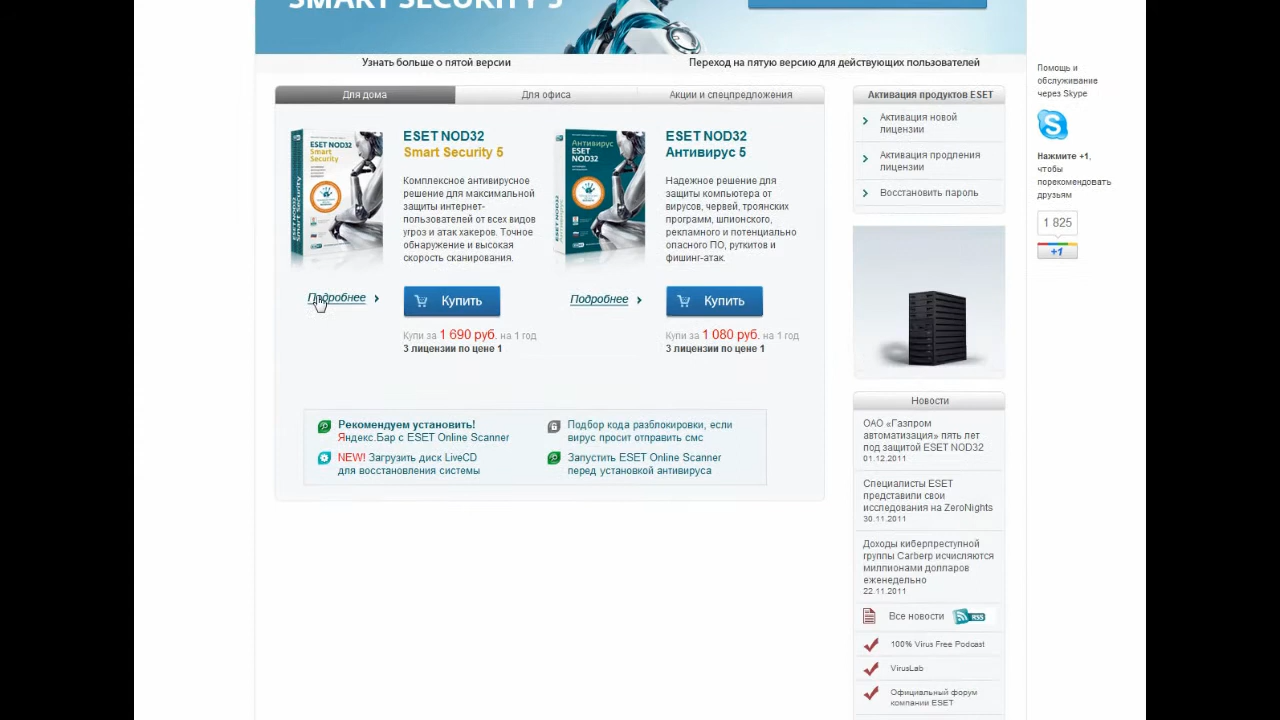 SMART SECURITY 5
Узнать больше о пятой версии
Переход на пятую версию для действующих пользователей
Для дома
Для офиса
Акции и спецпредложения
ESET NOD32
Smart Security 5
Комплексное антивирусное
решение для максимальной
защиты интернет-
пользователей от всех видов
угроз и атак хакеров. Точное
обнаружение и высокая
скорость сканирования.
Подробнее
Купить
Купи за 1 690 руб. на 1 год
3 лицензии по цене 1
ESET NOD32
Антивирус 5
Надежное решение для
защиты компьютера от
вирусов, червей, троянских
программ, шпионского,
рекламного и потенциально
опасного ПО, руткитов и
фишинг-атак.
Подробнее
Купить
Купи за 1 080 руб. на 1 год
3 лицензии по цене 1
ESET NOD32
Smart
Security
Антивирус
ESET
NOD32
Рекомендуем установить!
Яндекс.Бар с ESET Online Scanner
NEW! Загрузить диск LiveCD
для восстановления системы
Подбор кода разблокировки, если
вирус просит отправить смс
Запустить ESET Online Scanner
перед установкой антивируса
Активация продуктов ESET
Активация новой
лицензии
Активация продления
лицензии
Восстановить пароль
Новости
ОАО «Газпром
автоматизация» пять лет
под защитой ESET NOD32
01.12.2011
Специалисты ESET
представили свои
исследования на ZeroNights
30.11.2011
Доходы киберпреступной
группы Carberp исчисляются
миллионами долларов
еженедельно
22.11.2011
Все новости
RSS
100% Virus Free Podcast
VirusLab
Официальный форум
компании ESET
Помощь и
обслуживание
через Skype
Нажмите +1,
чтобы
порекомендовать
друзьям
1 825
+1